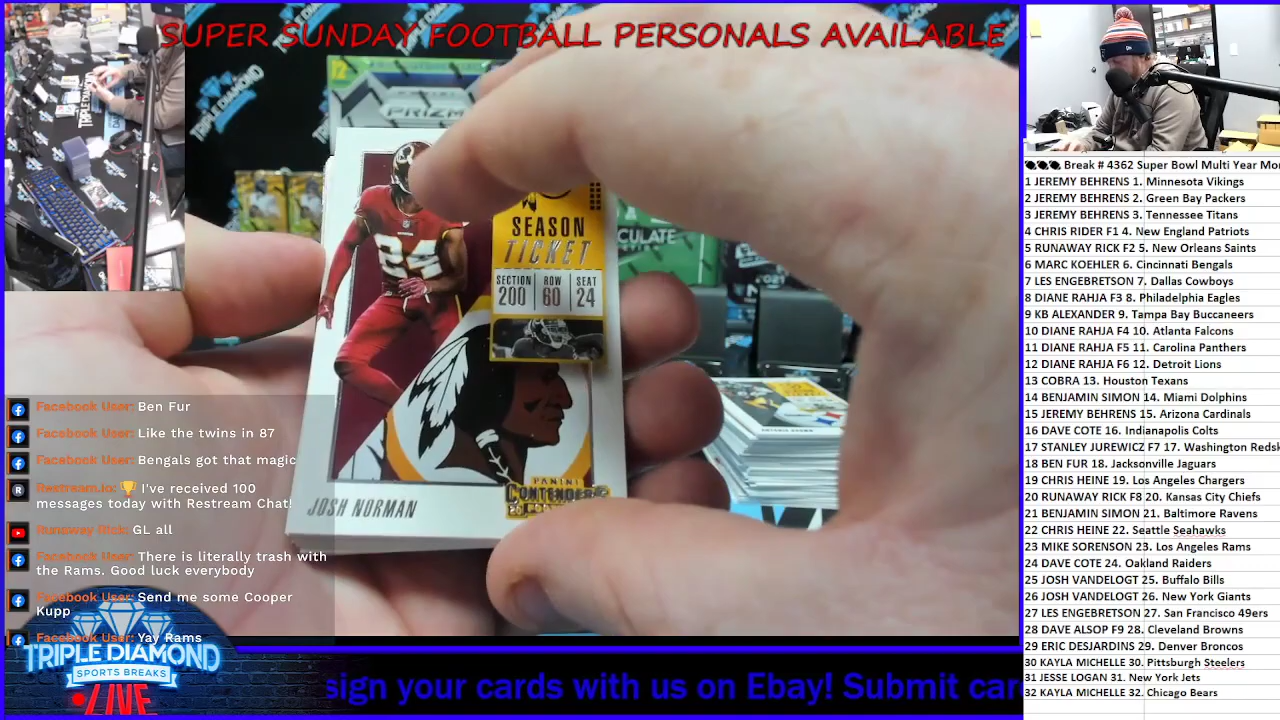 SUPER SUNDAY FOOTBALL PERSONALS AVAILABLE
TRIPLE DIAMOND
PRIZM
SEASON
TICKET
SECTION ROW SEAT
200 60 24
24
JOSH NORMAN
PANINI
CONTENDERS
Facebook User: Ben Fur
Facebook User: Like the twins in 87
Facebook User: Bengals got that magic
Restream.io: 🏆 I've received 100
messages today with Restream Chat!
Runaway Rick: GL all
Facebook User: There is literally trash with
the Rams. Good luck everybody
Facebook User: Send me some Cooper
Kupp
Facebook User: Yay Rams
TRIPLE DIAMOND
SPORTS BREAKS
LIVE
sign your cards with us on Ebay! Submit car
Break # 4362 Super Bowl Multi Year Mo
1 JEREMY BEHRENS 1. Minnesota Vikings
2 JEREMY BEHRENS 2. Green Bay Packers
3 JEREMY BEHRENS 3. Tennessee Titans
4 CHRIS BADER F1 4. New England Patriots
5 RUNAWAY RICK F2 5. New Orleans Saints
6 MARC KOEHLER 6. Cincinnati Bengals
7 LES ENGEBRETSON 7. Dallas Cowboys
8 DIANE RAHJA F3 8. Philadelphia Eagles
9 KB ALEXANDER 9. Tampa Bay Buccaneers
10 DIANE RAHJA F4 10. Atlanta Falcons
11 DIANE RAHJA F5 11. Carolina Panthers
12 DIANE RAHJA F6 12. Detroit Lions
13 COBRA 13. Houston Texans
14 BENJAMIN SIMON 14. Miami Dolphins
15 JEREMY BEHRENS 15. Arizona Cardinals
16 DAVE COTE 16. Indianapolis Colts
17 STANLEY JUREWICZ F7 17. Washington Redsk
18 BEN FUR 18. Jacksonville Jaguars
19 CHRIS HEINE 19. Los Angeles Chargers
20 RUNAWAY RICK F8 20. Kansas City Chiefs
21 BENJAMIN SIMON 21. Baltimore Ravens
22 CHRIS HEINE 22. Seattle Seahawks
23 MIKE SORENSON 23. Los Angeles Rams
24 DAVE COTE 24. Oakland Raiders
25 JOSH VANDELOGT 25. Buffalo Bills
26 JOSH VANDELOGT 26. New York Giants
27 LES ENGEBRETSON 27. San Francisco 49ers
28 DAVE ALSOP F9 28. Cleveland Browns
29 BEN FUR F10 29. Denver Broncos
30 KAYLA MICHELLE 30. Pittsburgh Steelers
31 JESSE LOPEZ 31. New York Jets
32 KAYLA MICHELLE 32. Chicago Bears